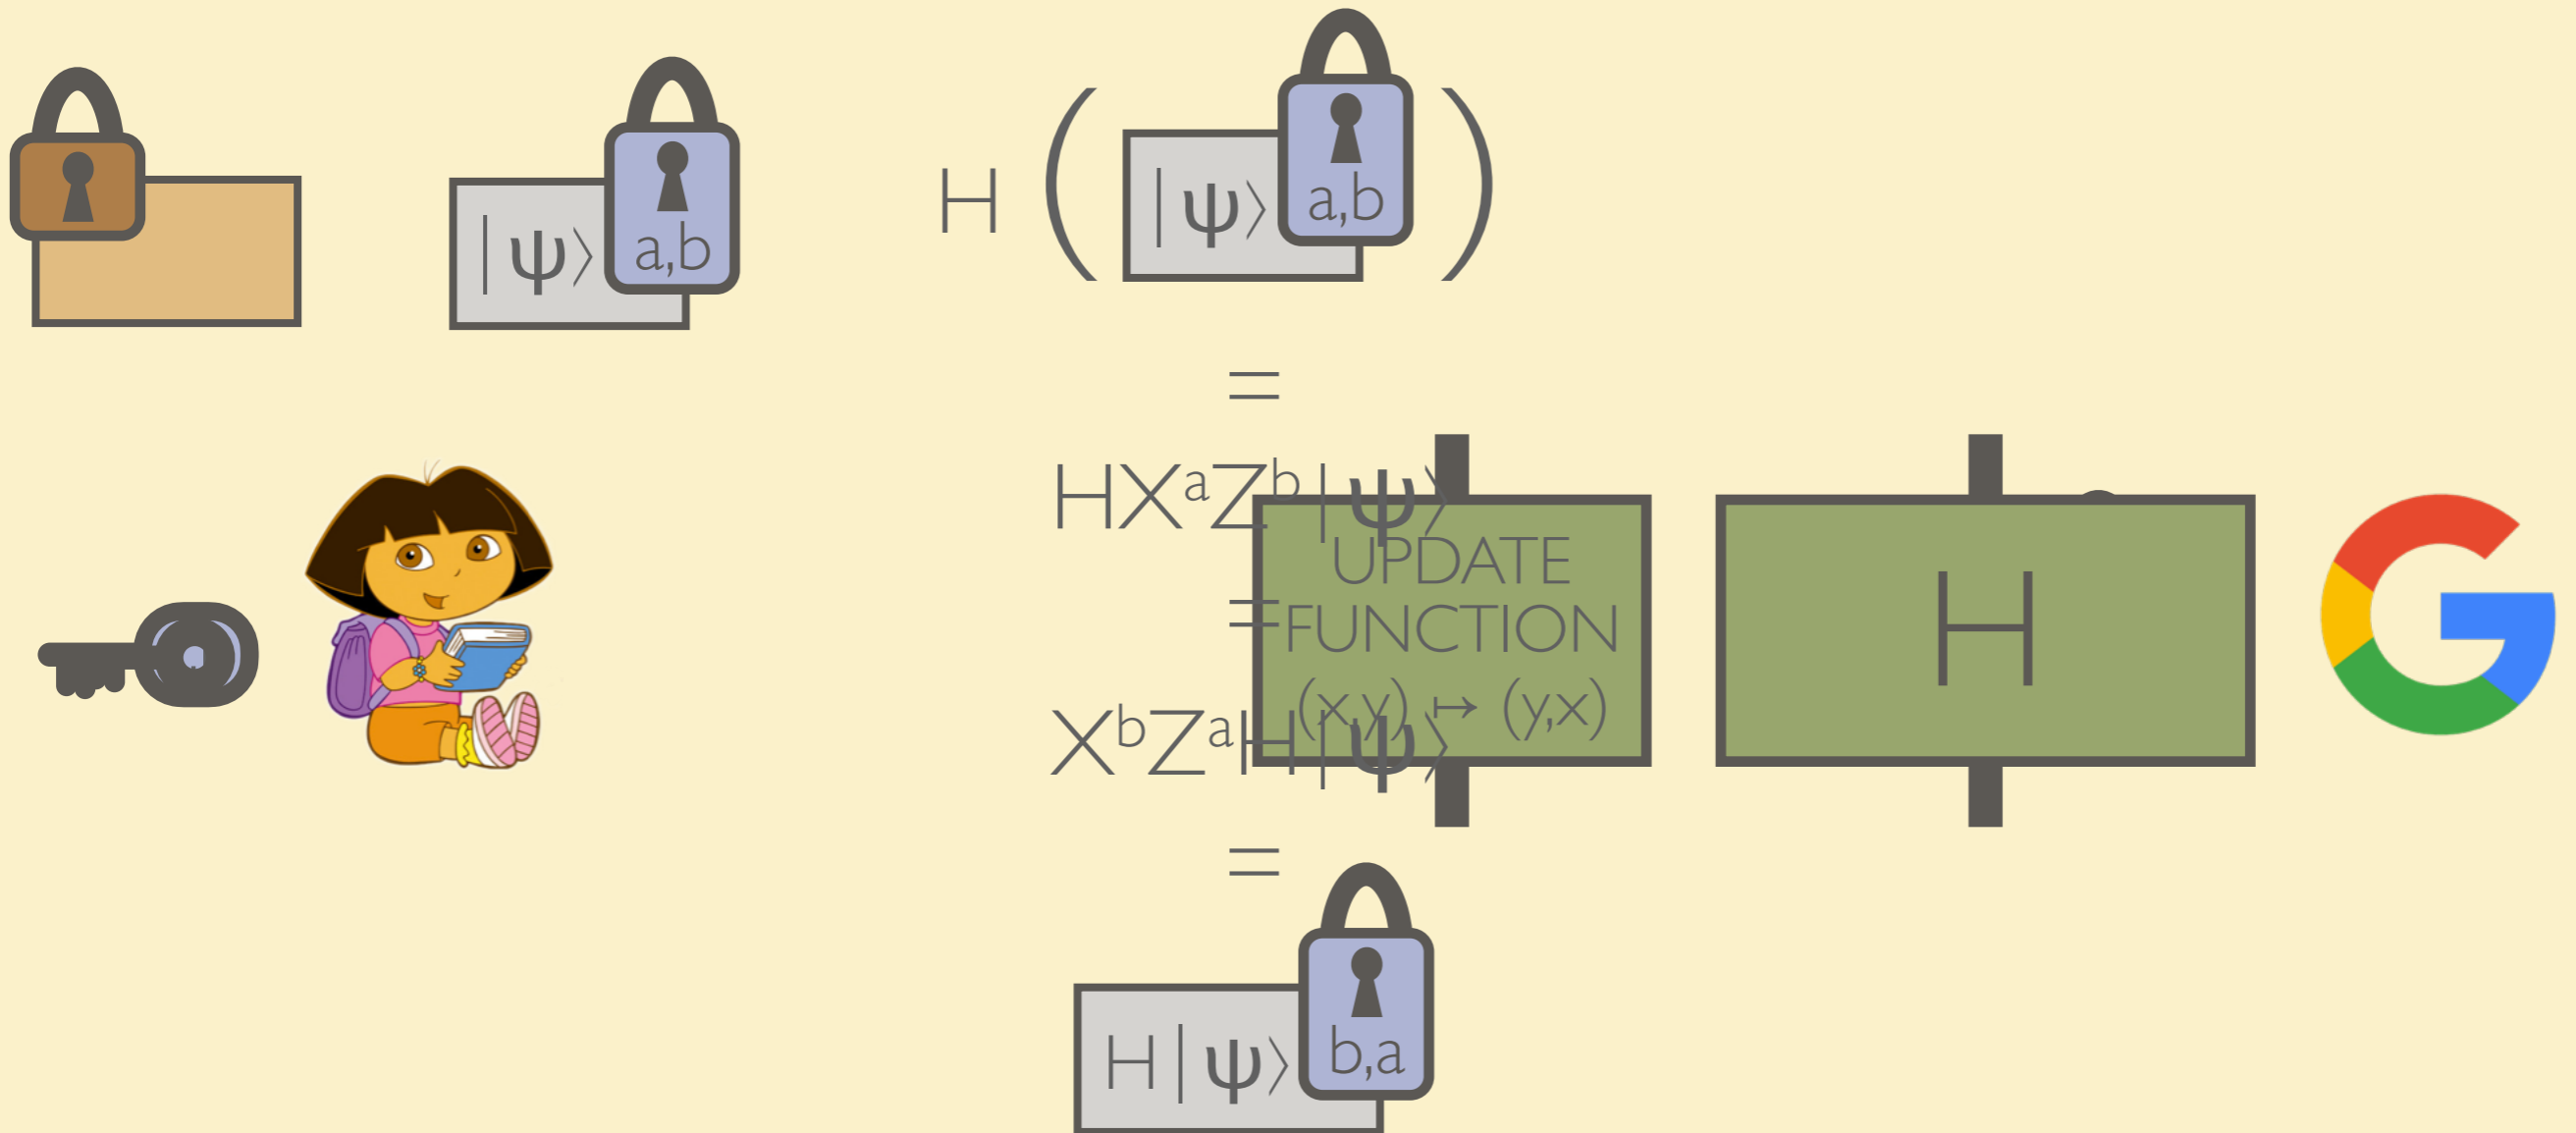 |ψ⟩ a,b
H ( |ψ⟩ a,b )
=
HXᵃZᵇ|ψ⟩
=
XᵇZᵃH|ψ⟩
=
H|ψ⟩ b,a
UPDATE
FUNCTION
(x,y) ↦ (y,x)
H
G